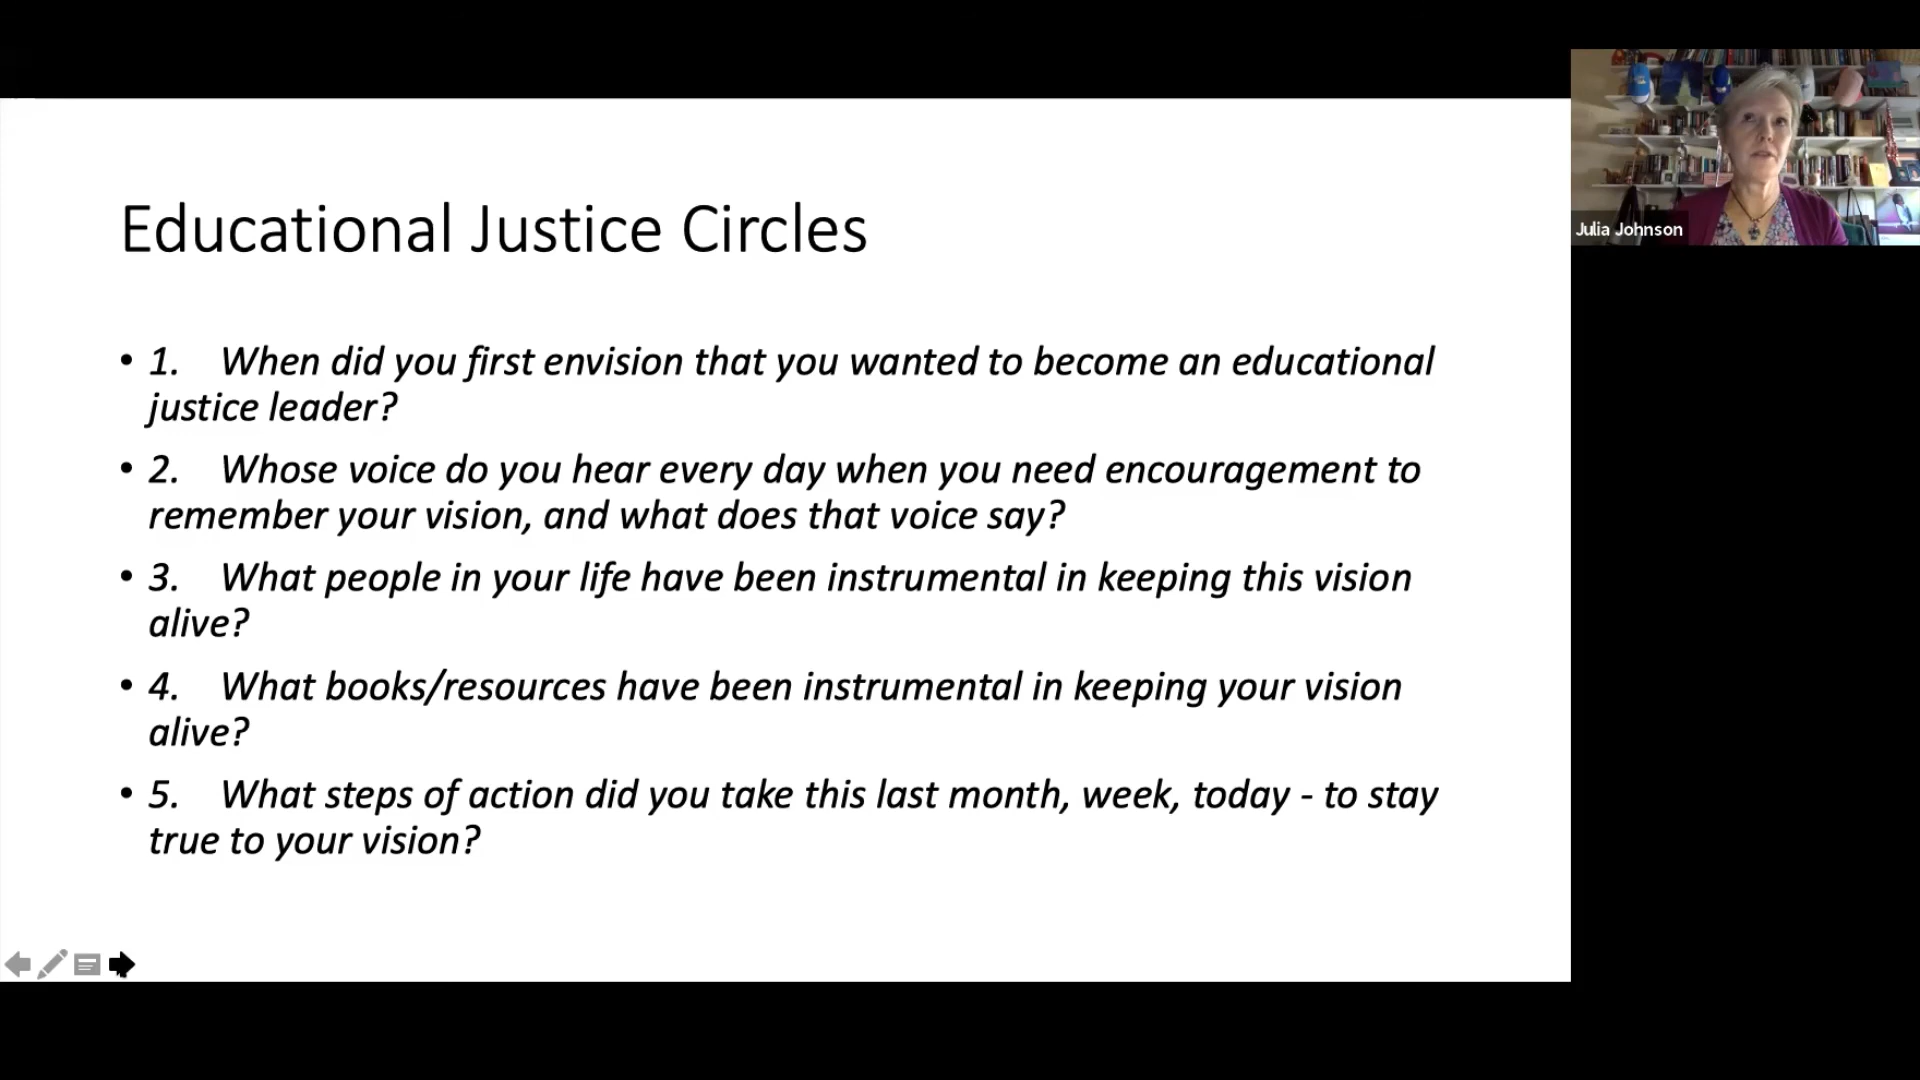 Educational Justice Circles
• 1. When did you first envision that you wanted to become an educational
justice leader?
• 2. Whose voice do you hear every day when you need encouragement to
remember your vision, and what does that voice say?
• 3. What people in your life have been instrumental in keeping this vision
alive?
• 4. What books/resources have been instrumental in keeping your vision
alive?
• 5. What steps of action did you take this last month, week, today - to stay
true to your vision?
Julia Johnson